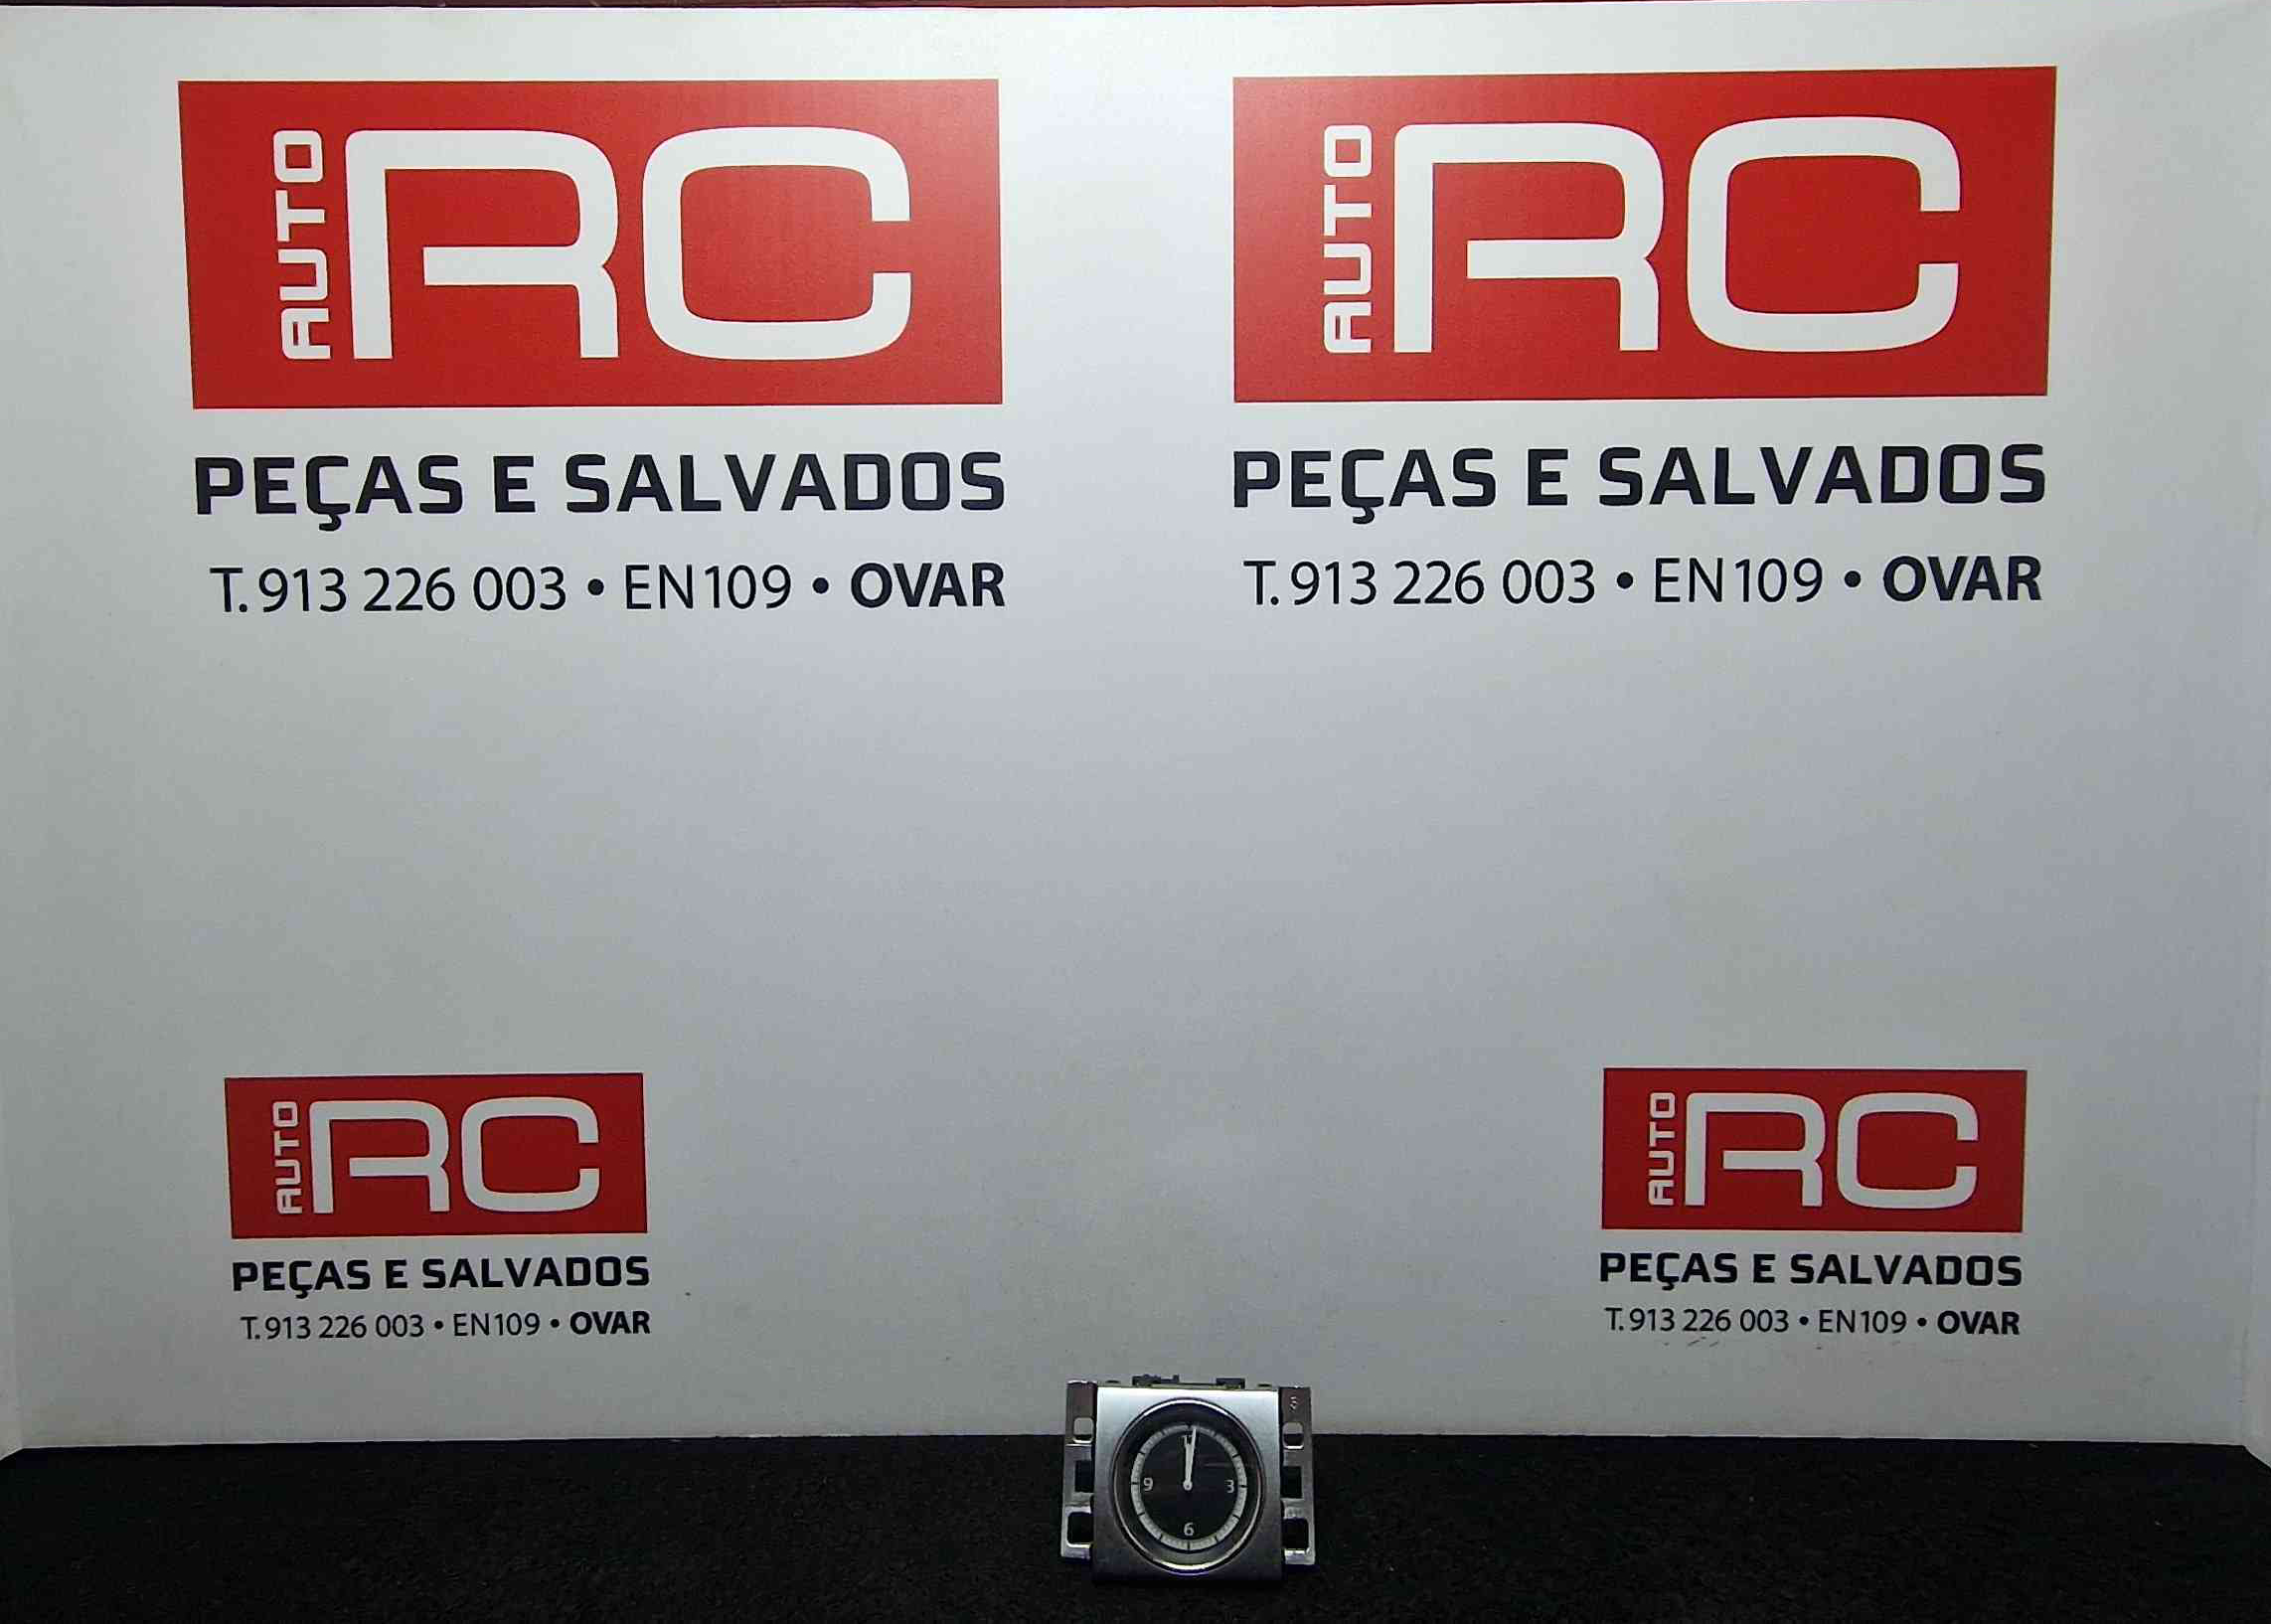 AUTO RC
PEÇAS E SALVADOS
T. 913 226 003 • EN109 • OVAR
AUTO RC
PEÇAS E SALVADOS
T. 913 226 003 • EN109 • OVAR
AUTO RC
PEÇAS E SALVADOS
T. 913 226 003 • EN109 • OVAR
AUTO RC
PEÇAS E SALVADOS
T. 913 226 003 • EN109 • OVAR
9 3
6